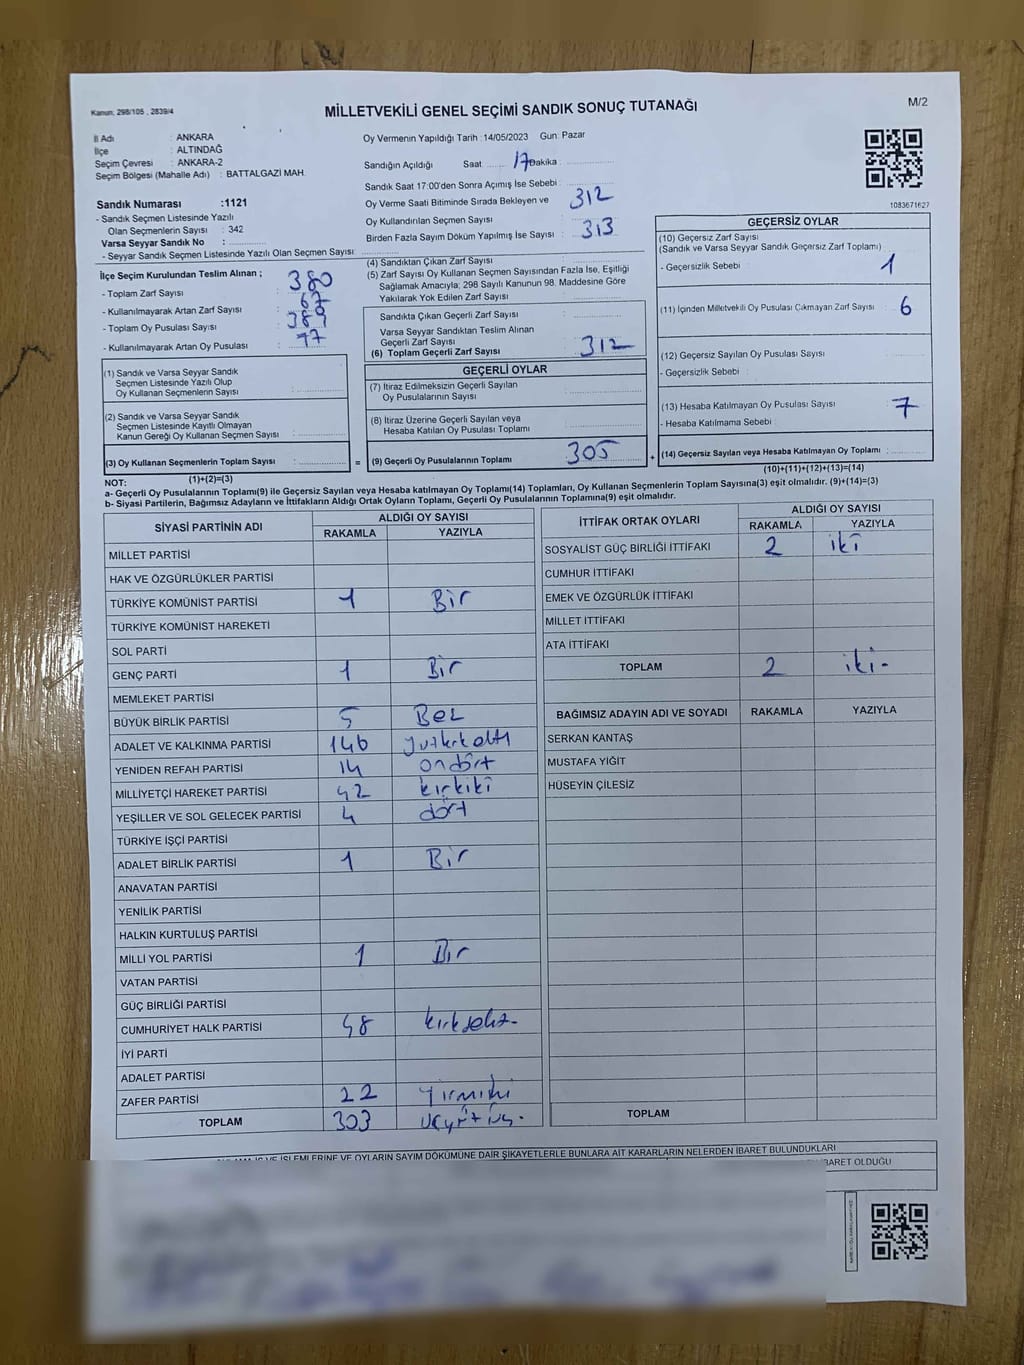 Kanun: 298/105 , 2839/4
MİLLETVEKİLİ GENEL SEÇİMİ SANDIK SONUÇ TUTANAĞI
M/2
İl Adı : ANKARA
İlçe : ALTINDAĞ
Seçim Çevresi : ANKARA-2
Seçim Bölgesi (Mahalle Adı) : BATTALGAZİ MAH.
Oy Vermenin Yapıldığı Tarih : 14/05/2023 Gun: Pazar
Sandığın Açıldığı Saat ...... 17 Dakika :
Sandık Saat 17:00'den Sonra Açımış İse Sebebi :
Oy Verme Saati Bitiminde Sırada Bekleyen ve
Oy Kullandırılan Seçmen Sayısı : 312
Birden Fazla Sayım Döküm Yapılmış İse Sayısı : 313
1083671627
Sandık Numarası :1121
- Sandık Seçmen Listesinde Yazılı
Olan Seçmenlerin Sayısı : 342
Varsa Seyyar Sandık No :
- Seyyar Sandık Seçmen Listesinde Yazılı Olan Seçmen Sayısı :
İlçe Seçim Kurulundan Teslim Alınan ;
- Toplam Zarf Sayısı : 380
- Kullanılmayarak Artan Zarf Sayısı : 67
- Toplam Oy Pusulası Sayısı : 389
- Kullanılmayarak Artan Oy Pusulası : 77
(1) Sandık ve Varsa Seyyar Sandık
Seçmen Listesinde Yazılı Olup
Oy Kullanan Seçmenlerin Sayısı :
(2) Sandık ve Varsa Seyyar Sandık
Seçmen Listesinde Kayıtlı Olmayan
Kanun Gereği Oy Kullanan Seçmen Sayısı :
(3) Oy Kullanan Seçmenlerin Toplam Sayısı :
(1)+(2)=(3)
(4) Sandıktan Çıkan Zarf Sayısı :
(5) Zarf Sayısı Oy Kullanan Seçmen Sayısından Fazla İse, Eşitliği
Sağlamak Amacıyla; 298 Sayılı Kanunun 98. Maddesine Göre
Yakılarak Yok Edilen Zarf Sayısı :
Sandıkta Çıkan Geçerli Zarf Sayısı :
Varsa Seyyar Sandıktan Teslim Alınan
Geçerli Zarf Sayısı :
(6) Toplam Geçerli Zarf Sayısı : 312
GEÇERLİ OYLAR
(7) İtiraz Edilmeksizin Geçerli Sayılan
Oy Pusulalarının Sayısı :
(8) İtiraz Üzerine Geçerli Sayılan veya
Hesaba Katılan Oy Pusulası Toplamı :
= (9) Geçerli Oy Pusulalarının Toplamı : 305 +
GEÇERSİZ OYLAR
(10) Geçersiz Zarf Sayısı
(Sandık ve Varsa Seyyar Sandık Geçersiz Zarf Toplamı)
- Geçersizlik Sebebi : 1
(11) İçinden Milletvekili Oy Pusulası Çıkmayan Zarf Sayısı : 6
(12) Geçersiz Sayılan Oy Pusulası Sayısı :
- Geçersizlik Sebebi :
(13) Hesaba Katılmayan Oy Pusulası Sayısı : 7
- Hesaba Katılmama Sebebi :
(14) Geçersiz Sayılan veya Hesaba Katılmayan Oy Toplamı :
(10)+(11)+(12)+(13)=(14)
NOT:
a- Geçerli Oy Pusulalarının Toplamı(9) ile Geçersiz Sayılan veya Hesaba katılmayan Oy Toplamı(14) Toplamları, Oy Kullanan Seçmenlerin Toplam Sayısına(3) eşit olmalıdır. (9)+(14)=(3)
b- Siyasi Partilerin, Bağımsız Adayların ve İttifakların Aldığı Ortak Oyların Toplamı, Geçerli Oy Pusulalarının Toplamına(9) eşit olmalıdır.
SİYASİ PARTİNİN ADI ALDIĞI OY SAYISI
RAKAMLA YAZIYLA
MİLLET PARTİSİ
HAK VE ÖZGÜRLÜKLER PARTİSİ
TÜRKİYE KOMÜNİST PARTİSİ 1 Bir
TÜRKİYE KOMÜNİST HAREKETİ
SOL PARTİ
GENÇ PARTİ 1 Bir
MEMLEKET PARTİSİ
BÜYÜK BİRLİK PARTİSİ 5 Beş
ADALET VE KALKINMA PARTİSİ 146 yüzkırkaltı
YENİDEN REFAH PARTİSİ 14 ondört
MİLLİYETÇİ HAREKET PARTİSİ 42 kırkiki
YEŞİLLER VE SOL GELECEK PARTİSİ 4 dört
TÜRKİYE İŞÇİ PARTİSİ
ADALET BİRLİK PARTİSİ 1 Bir
ANAVATAN PARTİSİ
YENİLİK PARTİSİ
HALKIN KURTULUŞ PARTİSİ
MİLLİ YOL PARTİSİ 1 Bir
VATAN PARTİSİ
GÜÇ BİRLİĞİ PARTİSİ
CUMHURİYET HALK PARTİSİ 48 kırksekiz-
İYİ PARTİ
ADALET PARTİSİ
ZAFER PARTİSİ 22 yirmiiki
TOPLAM 303 üçyüzüç-
İTTİFAK ORTAK OYLARI ALDIĞI OY SAYISI
RAKAMLA YAZIYLA
SOSYALİST GÜÇ BİRLİĞİ İTTİFAKI 2 iki
CUMHUR İTTİFAKI
EMEK VE ÖZGÜRLÜK İTTİFAKI
MİLLET İTTİFAKI
ATA İTTİFAKI
TOPLAM 2 iki-
BAĞIMSIZ ADAYIN ADI VE SOYADI RAKAMLA YAZIYLA
SERKAN KANTAŞ
MUSTAFA YİĞİT
HÜSEYİN ÇİLESİZ
TOPLAM
İŞLEMLERİNE VE OYLARIN SAYIM DÖKÜMÜNE DAİR ŞİKAYETLERLE BUNLARA AİT KARARLARIN NELERDEN İBARET BULUNDUKLARI
İBARET OLDUĞU